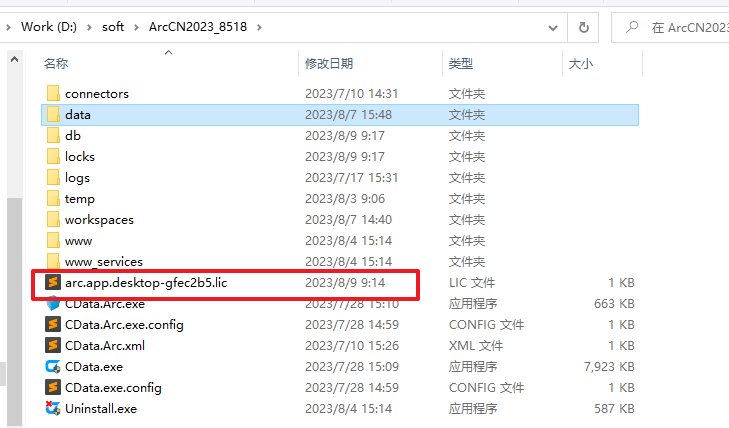 Work (D:) › soft › ArcCN2023_8518 ›
在 ArcCN2023
名称 修改日期 类型 大小
connectors 2023/7/10 14:31 文件夹
data 2023/8/7 15:48 文件夹
db 2023/8/9 9:17 文件夹
locks 2023/8/9 9:17 文件夹
logs 2023/7/17 15:31 文件夹
temp 2023/8/3 9:06 文件夹
workspaces 2023/8/7 14:40 文件夹
www 2023/8/4 15:14 文件夹
www_services 2023/8/4 15:14 文件夹
arc.app.desktop-gfec2b5.lic 2023/8/9 9:14 LIC 文件 1 KB
CData.Arc.exe 2023/7/28 15:10 应用程序 663 KB
CData.Arc.exe.config 2023/7/28 14:59 CONFIG 文件 1 KB
CData.Arc.xml 2023/7/10 15:26 XML 文件 1 KB
CData.exe 2023/7/28 15:09 应用程序 7,923 KB
CData.exe.config 2023/7/28 14:59 CONFIG 文件 1 KB
Uninstall.exe 2023/8/4 15:14 应用程序 587 KB